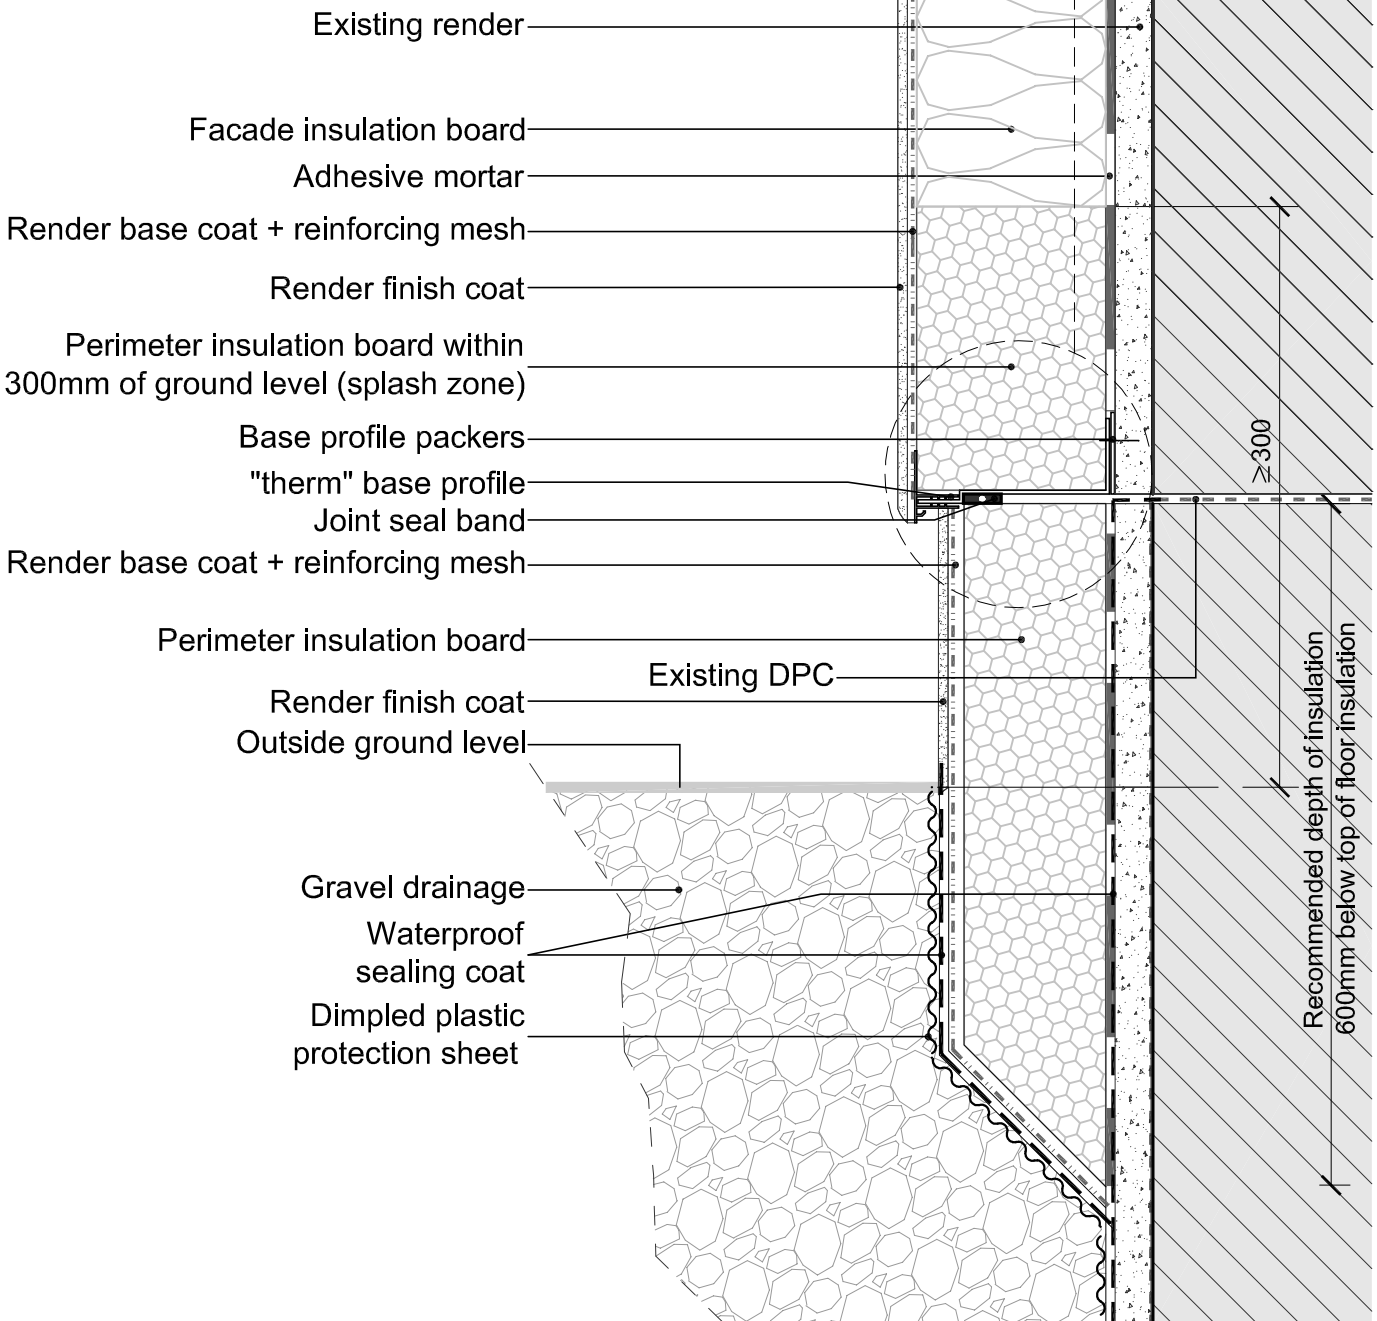 Existing render
Facade insulation board
Adhesive mortar
Render base coat + reinforcing mesh
Render finish coat
Perimeter insulation board within
300mm of ground level (splash zone)
Base profile packers
"therm" base profile
Joint seal band
Render base coat + reinforcing mesh
Perimeter insulation board
Existing DPC
Render finish coat
Outside ground level
Gravel drainage
Waterproof
sealing coat
Dimpled plastic
protection sheet
≥300
Recommended depth of insulation
600mm below top of floor insulation